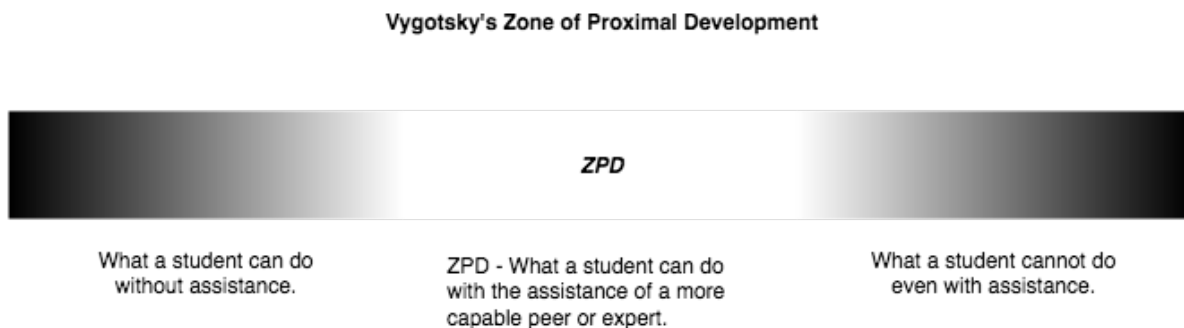 Vygotsky's Zone of Proximal Development
ZPD
What a student can do
without assistance.
ZPD - What a student can do
with the assistance of a more
capable peer or expert.
What a student cannot do
even with assistance.